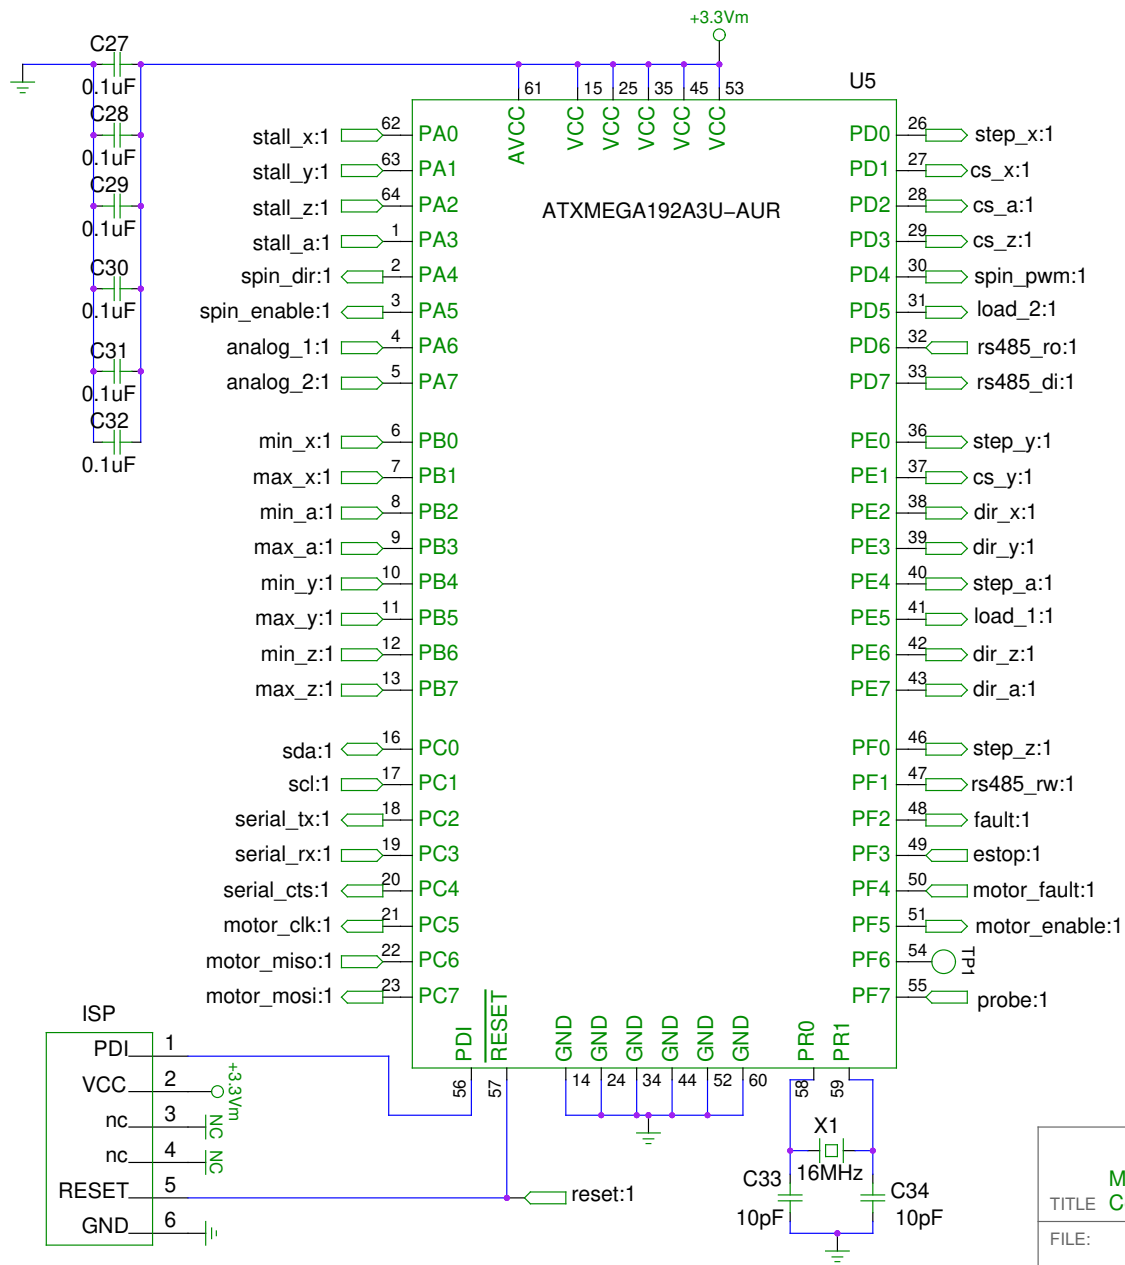 +3.3Vm
C27
0.1uF
C28
0.1uF
C29
0.1uF
C30
0.1uF
C31
0.1uF
C32
0.1uF
U5
ATXMEGA192A3U-AUR
61 AVCC
15 VCC
25 VCC
35 VCC
45 VCC
53 VCC
stall_x:1 62 PA0
stall_y:1 63 PA1
stall_z:1 64 PA2
stall_a:1 1 PA3
spin_dir:1 2 PA4
spin_enable:1 3 PA5
analog_1:1 4 PA6
analog_2:1 5 PA7
min_x:1 6 PB0
max_x:1 7 PB1
min_a:1 8 PB2
max_a:1 9 PB3
min_y:1 10 PB4
max_y:1 11 PB5
min_z:1 12 PB6
max_z:1 13 PB7
sda:1 16 PC0
scl:1 17 PC1
serial_tx:1 18 PC2
serial_rx:1 19 PC3
serial_cts:1 20 PC4
motor_clk:1 21 PC5
motor_miso:1 22 PC6
motor_mosi:1 23 PC7
PD0 26 step_x:1
PD1 27 cs_x:1
PD2 28 cs_a:1
PD3 29 cs_z:1
PD4 30 spin_pwm:1
PD5 31 load_2:1
PD6 32 rs485_ro:1
PD7 33 rs485_di:1
PE0 36 step_y:1
PE1 37 cs_y:1
PE2 38 dir_x:1
PE3 39 dir_y:1
PE4 40 step_a:1
PE5 41 load_1:1
PE6 42 dir_z:1
PE7 43 dir_a:1
PF0 46 step_z:1
PF1 47 rs485_rw:1
PF2 48 fault:1
PF3 49 estop:1
PF4 50 motor_fault:1
PF5 51 motor_enable:1
PF6 54 TP1
PF7 55 probe:1
PDI 56
RESET 57
GND 14
GND 24
GND 34
GND 44
GND 52
GND 60
PR0 58
PR1 59
ISP
PDI 1
VCC 2 +3.3Vm
nc 3 NC
nc 4 NC
RESET 5
GND 6
reset:1
X1
16MHz
C33
10pF
C34
10pF
M
TITLE C
FILE: